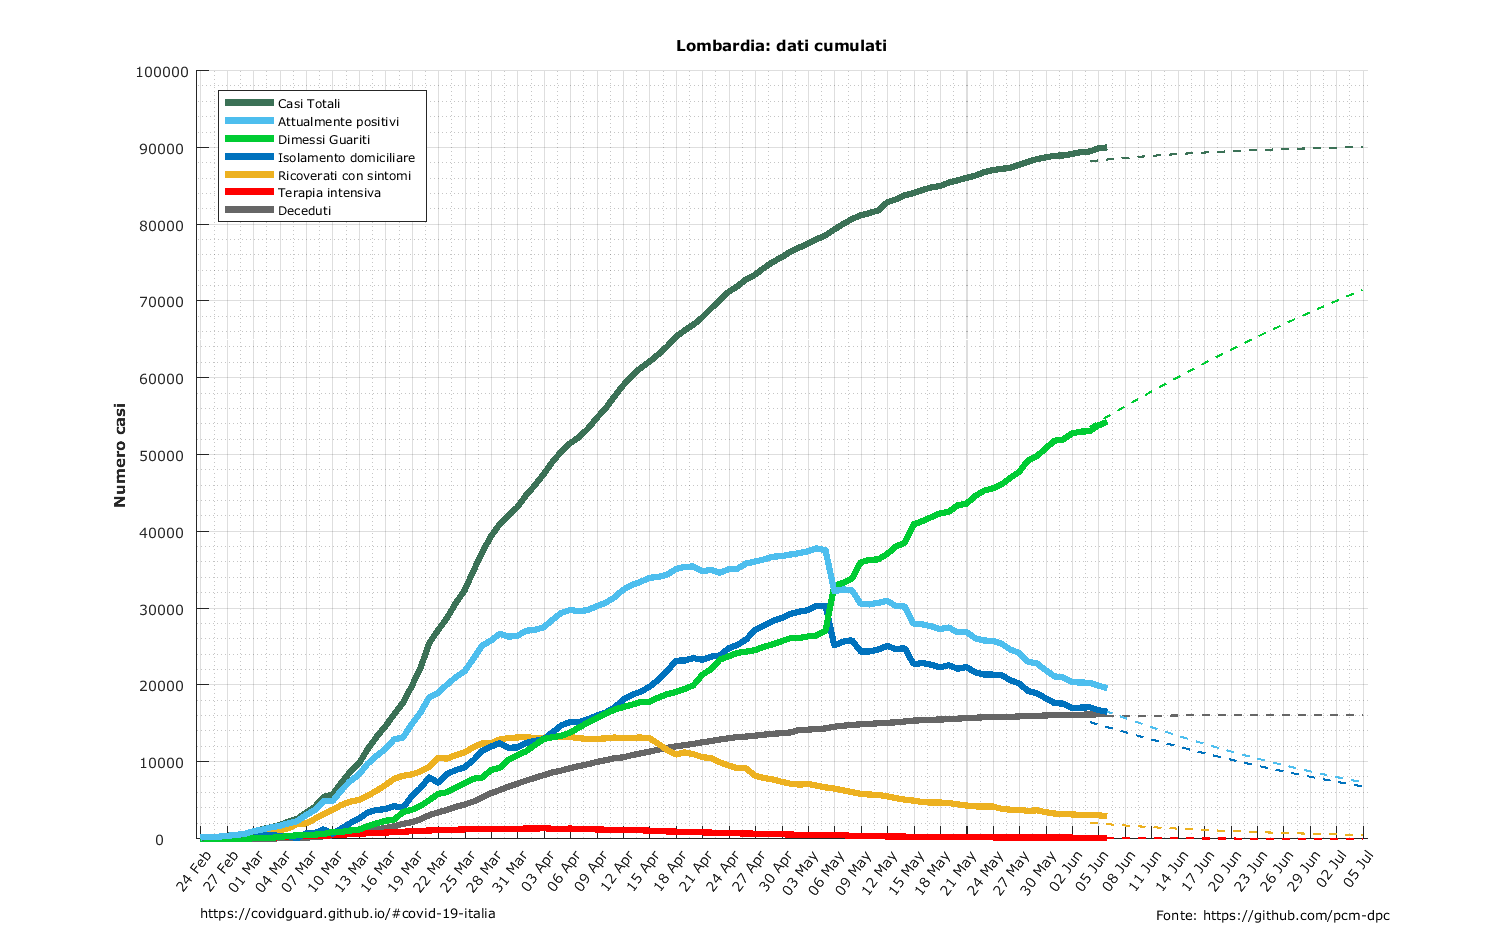 Lombardia: dati cumulati
100000
90000
80000
70000
60000
50000
40000
30000
20000
10000
0
Numero casi
Casi Totali
Attualmente positivi
Dimessi Guariti
Isolamento domiciliare
Ricoverati con sintomi
Terapia intensiva
Deceduti
24 Feb
27 Feb
01 Mar
04 Mar
07 Mar
10 Mar
13 Mar
16 Mar
19 Mar
22 Mar
25 Mar
28 Mar
31 Mar
03 Apr
06 Apr
09 Apr
12 Apr
15 Apr
18 Apr
21 Apr
24 Apr
27 Apr
30 Apr
03 May
06 May
09 May
12 May
15 May
18 May
21 May
24 May
27 May
30 May
02 Jun
05 Jun
08 Jun
11 Jun
14 Jun
17 Jun
20 Jun
23 Jun
26 Jun
29 Jun
02 Jul
05 Jul
https://covidguard.github.io/#covid-19-italia
Fonte: https://github.com/pcm-dpc